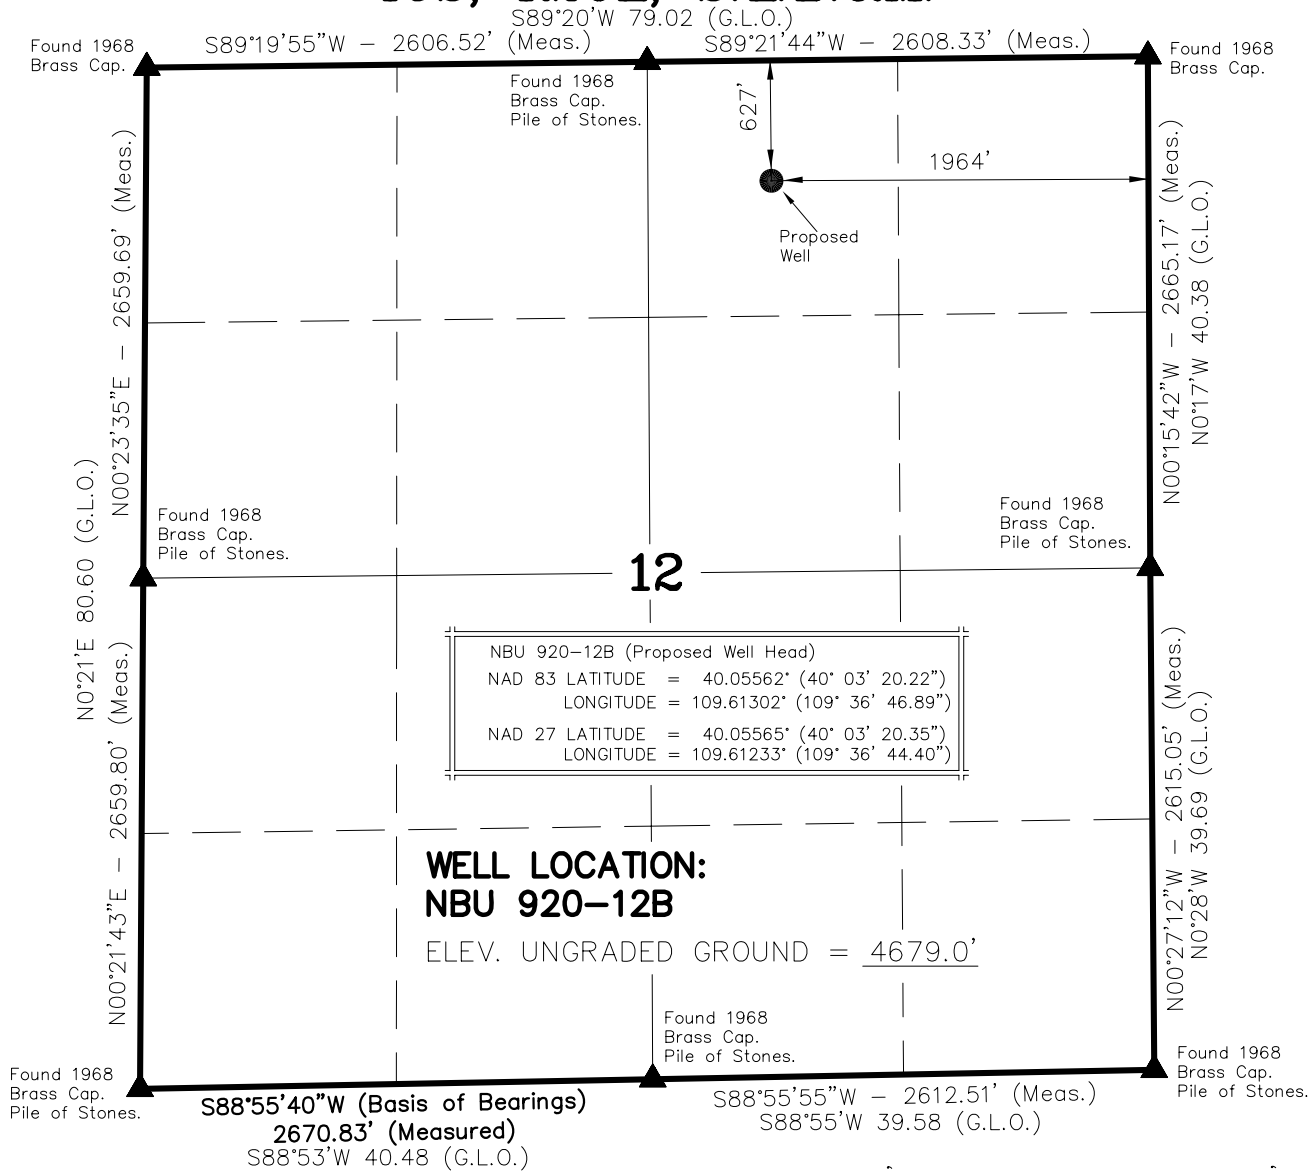 S89°20'W 79.02 (G.L.O.)
S89°19'55"W – 2606.52' (Meas.)
S89°21'44"W – 2608.33' (Meas.)
Found 1968
Brass Cap.
Found 1968
Brass Cap.
Pile of Stones.
Found 1968
Brass Cap.
627'
1964'
Proposed
Well
N00°23'35"E – 2659.69' (Meas.)
N00°15'42"W – 2665.17' (Meas.)
N0°17'W 40.38 (G.L.O.)
N0°21'E 80.60 (G.L.O.)
Found 1968
Brass Cap.
Pile of Stones.
Found 1968
Brass Cap.
Pile of Stones.
12
NBU 920–12B (Proposed Well Head)
NAD 83 LATITUDE = 40.05562° (40° 03' 20.22")
LONGITUDE = 109.61302° (109° 36' 46.89")
NAD 27 LATITUDE = 40.05565° (40° 03' 20.35")
LONGITUDE = 109.61233° (109° 36' 44.40")
N00°21'43"E – 2659.80' (Meas.)
N00°27'12"W – 2615.05' (Meas.)
N0°28'W 39.69 (G.L.O.)
WELL LOCATION:
NBU 920–12B
ELEV. UNGRADED GROUND = 4679.0'
Found 1968
Brass Cap.
Pile of Stones.
Found 1968
Brass Cap.
Pile of Stones.
Found 1968
Brass Cap.
Pile of Stones.
S88°55'40"W (Basis of Bearings)
2670.83' (Measured)
S88°53'W 40.48 (G.L.O.)
S88°55'55"W – 2612.51' (Meas.)
S88°55'W 39.58 (G.L.O.)